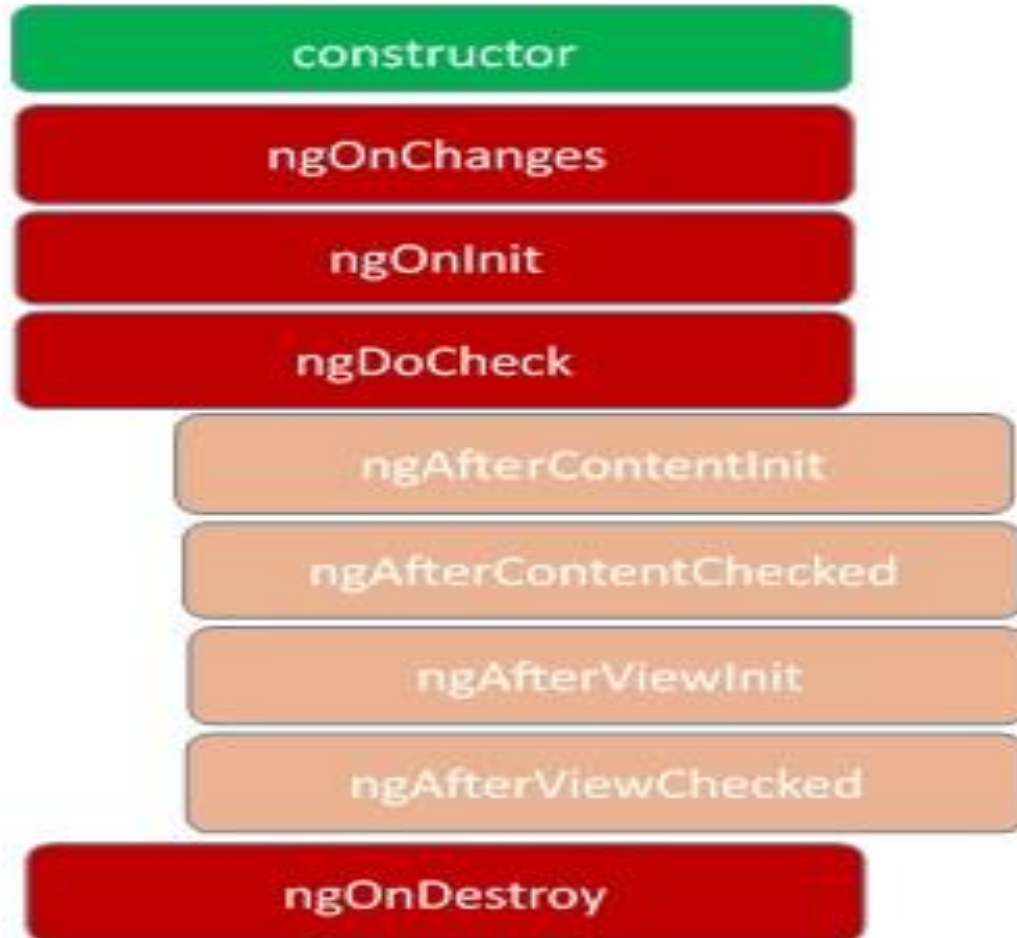 constructor
ngOnChanges
ngOnInit
ngDoCheck
ngAfterContentInit
ngAfterContentChecked
ngAfterViewInit
ngAfterViewChecked
ngOnDestroy